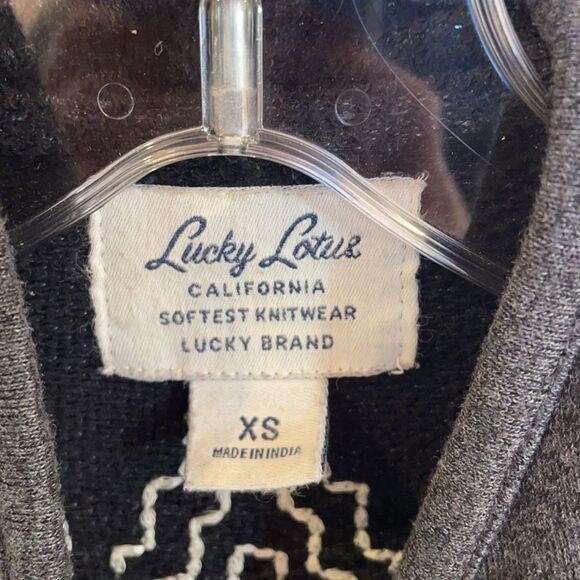 Lucky Lotus
CALIFORNIA
SOFTEST KNITWEAR
LUCKY BRAND
XS
MADE IN INDIA